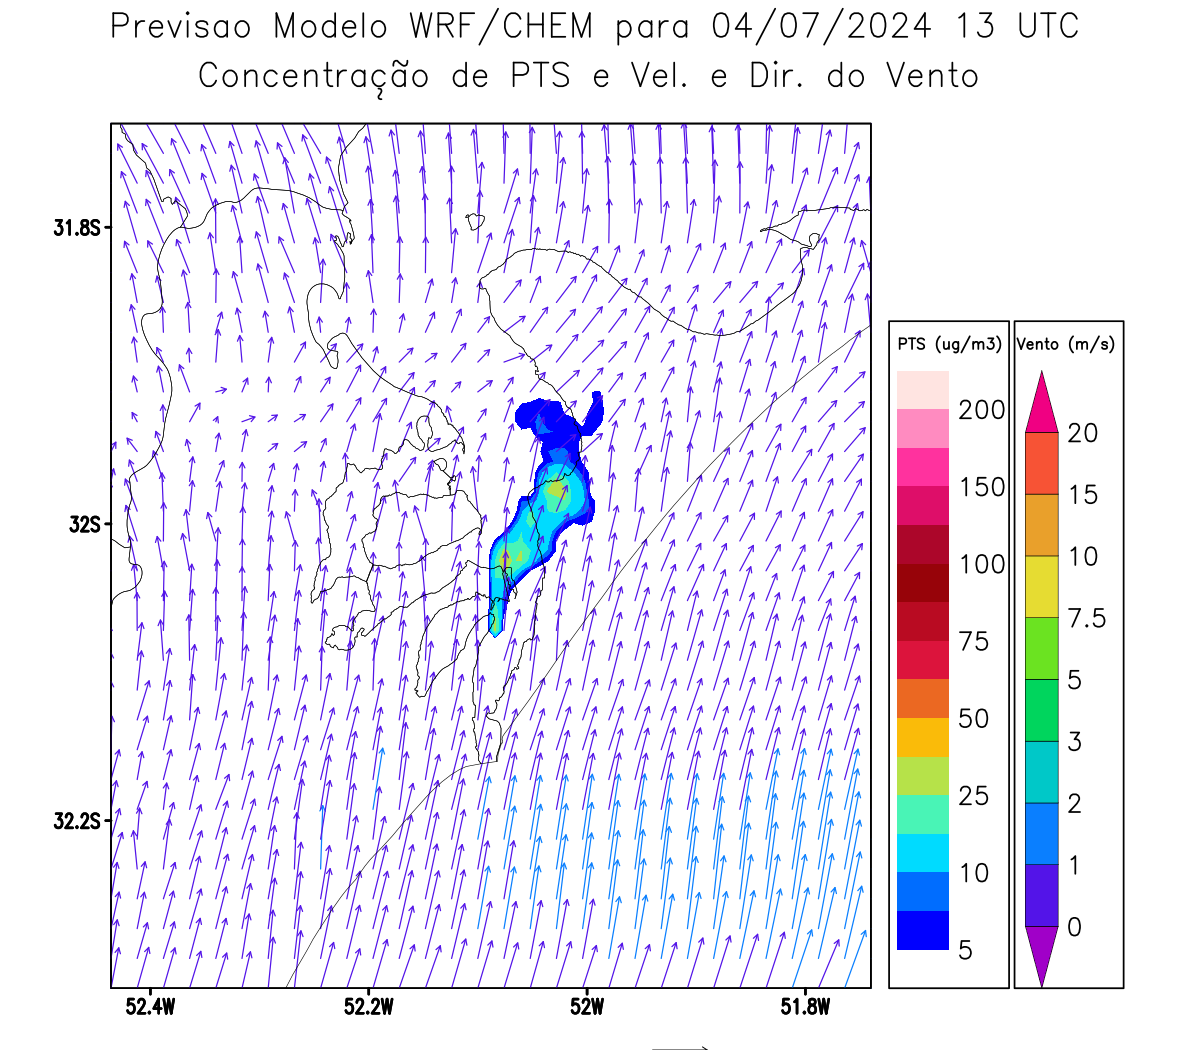 Previsao Modelo WRF/CHEM para 04/07/2024 13 UTC
Concentração de PTS e Vel. e Dir. do Vento
31.8S
32S
32.2S
52.4W 52.2W 52W 51.8W
PTS (ug/m3)
200
150
100
75
50
25
10
5
Vento (m/s)
20
15
10
7.5
5
3
2
1
0